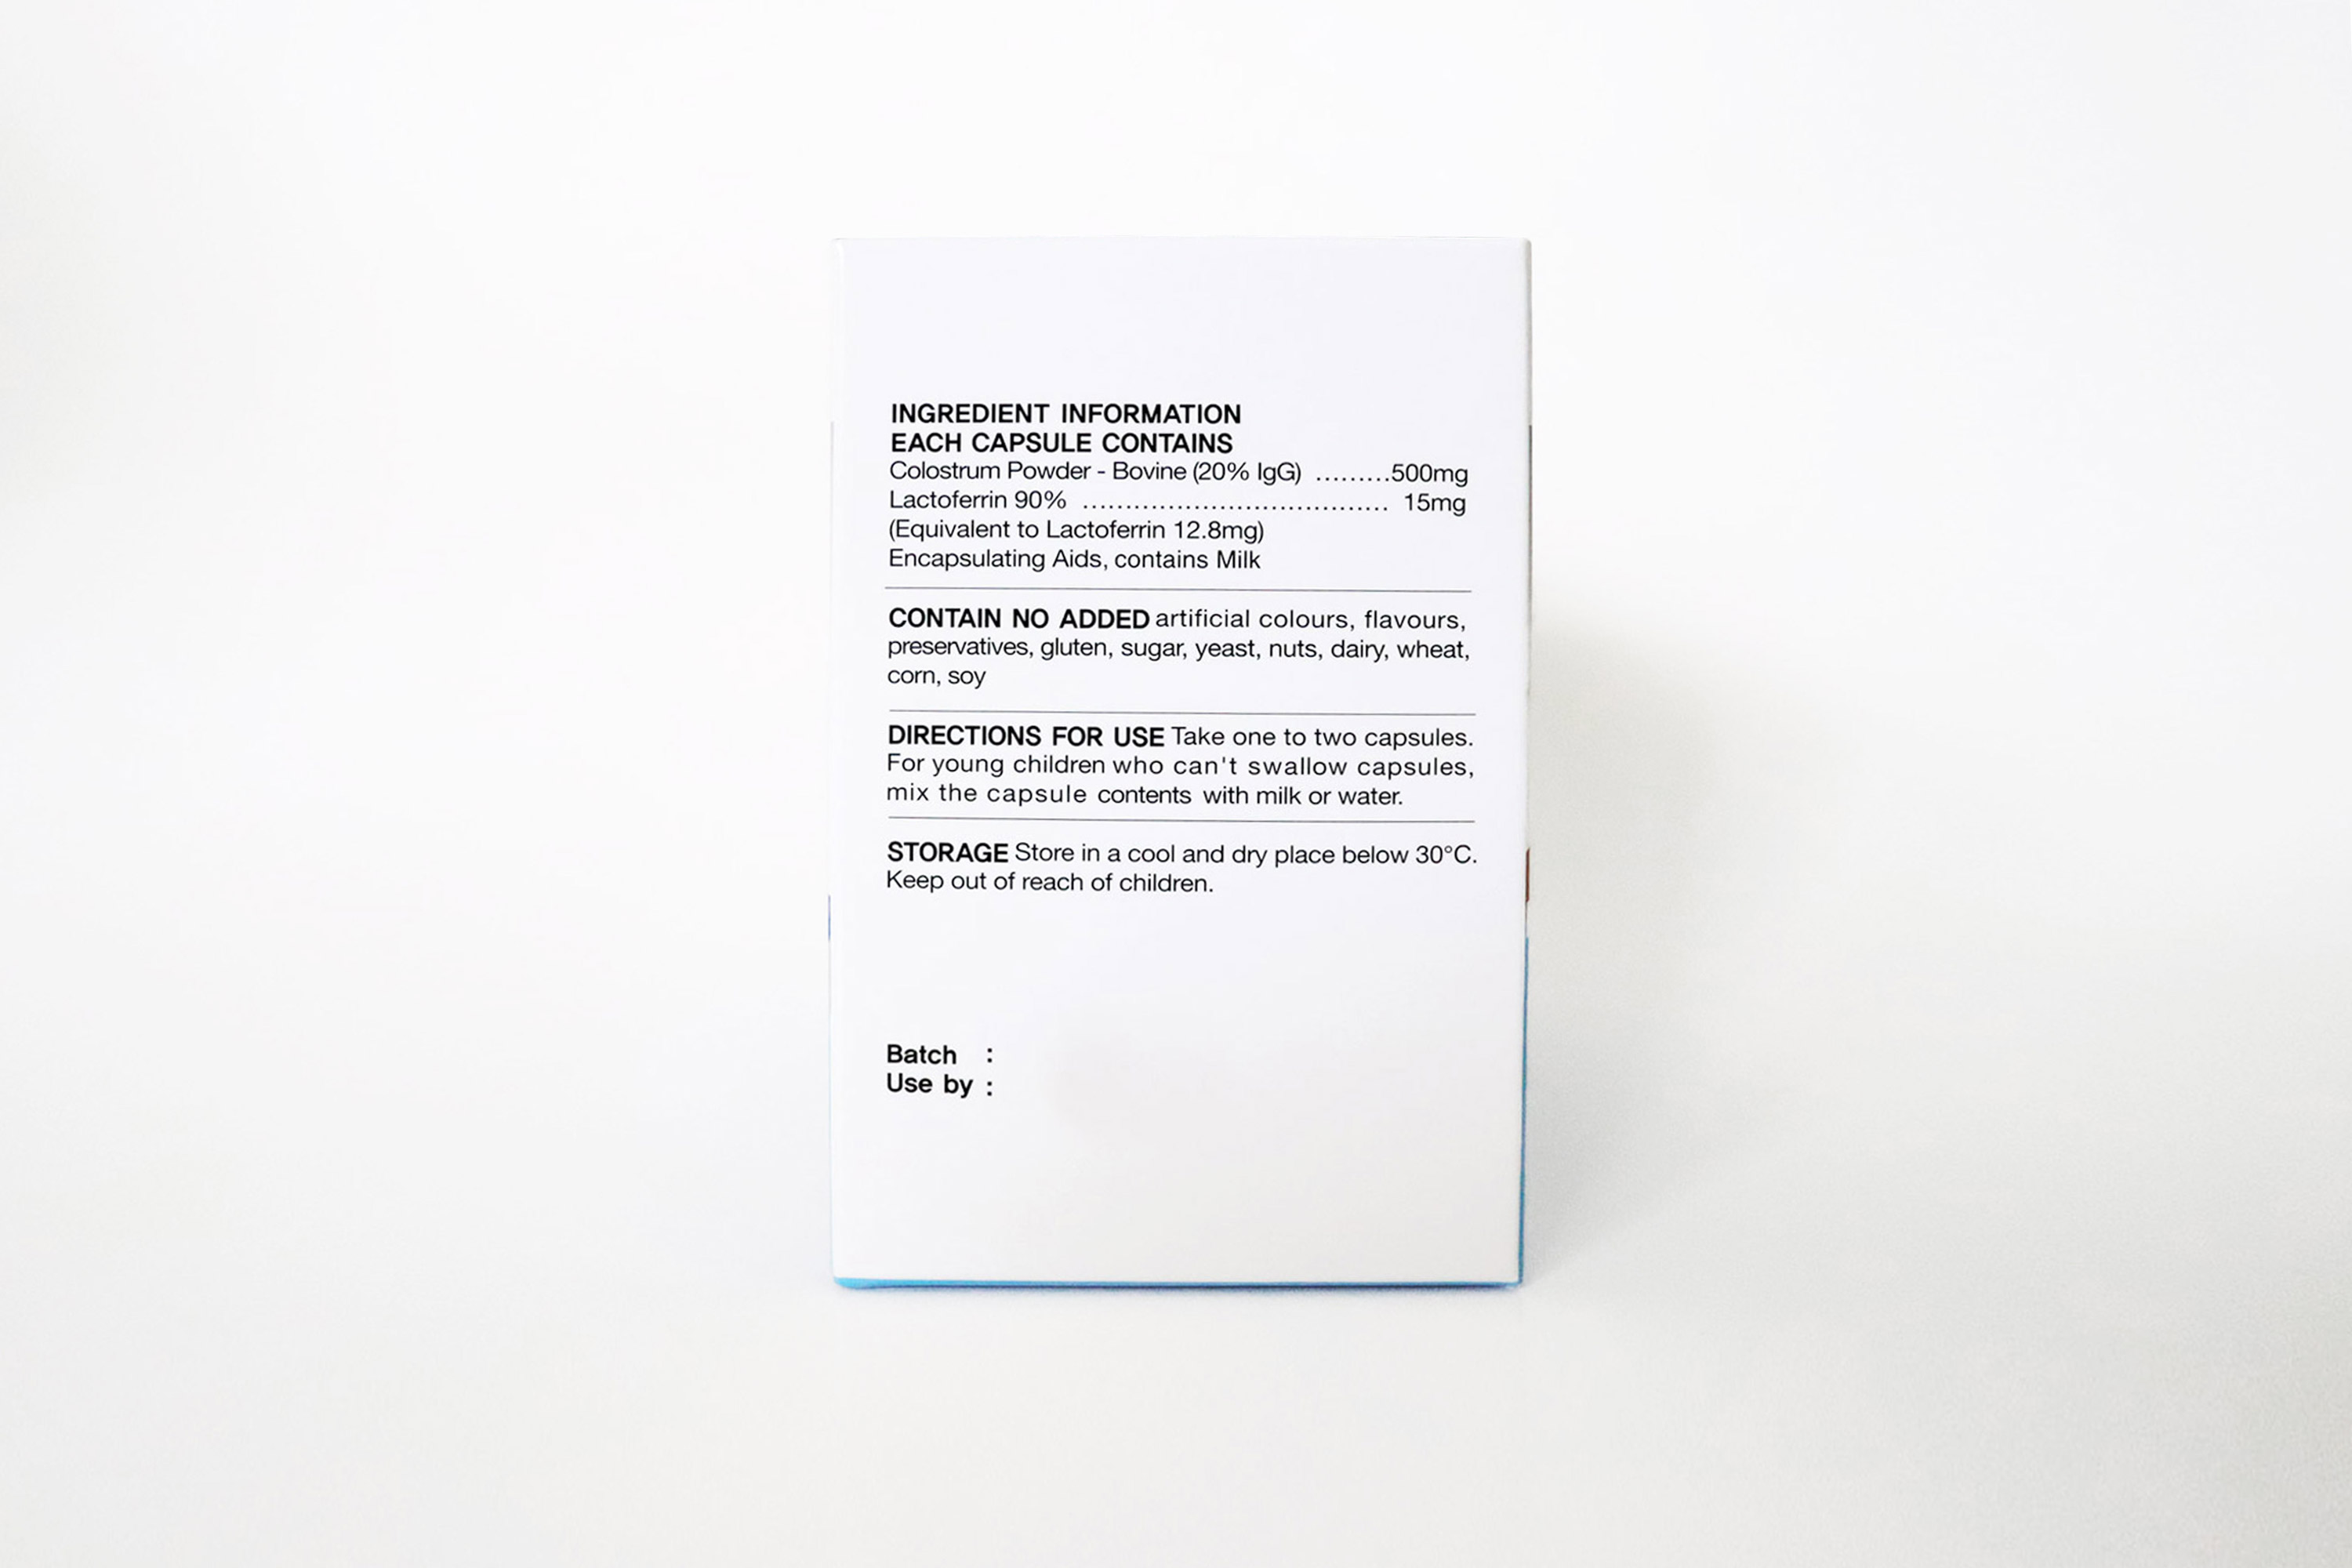 INGREDIENT INFORMATION
EACH CAPSULE CONTAINS
Colostrum Powder - Bovine (20% IgG) .........500mg
Lactoferrin 90% .................................... 15mg
(Equivalent to Lactoferrin 12.8mg)
Encapsulating Aids, contains Milk
CONTAIN NO ADDED artificial colours, flavours,
preservatives, gluten, sugar, yeast, nuts, dairy, wheat,
corn, soy
DIRECTIONS FOR USE Take one to two capsules.
For young children who can't swallow capsules,
mix the capsule contents with milk or water.
STORAGE Store in a cool and dry place below 30°C.
Keep out of reach of children.
Batch :
Use by :